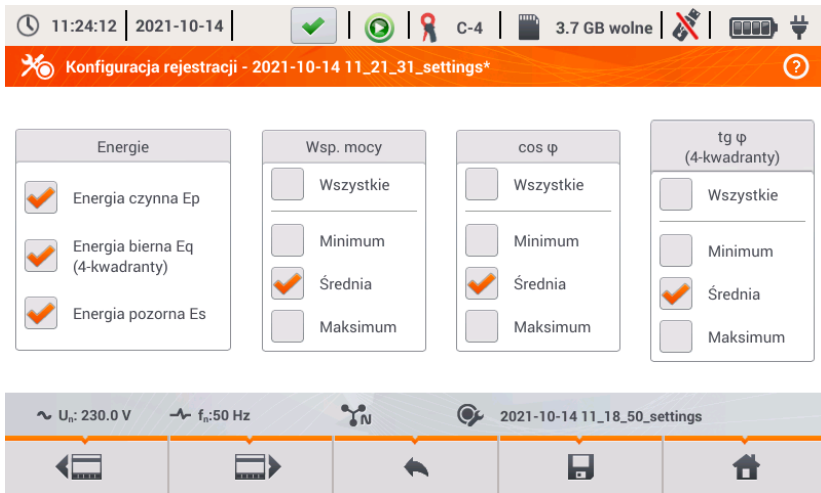 11:24:12 2021-10-14 C-4 3.7 GB wolne
Konfiguracja rejestracji - 2021-10-14 11_21_31_settings* ?
Energie
Energia czynna Ep
Energia bierna Eq
(4-kwadranty)
Energia pozorna Es
Wsp. mocy
Wszystkie
Minimum
Średnia
Maksimum
cos φ
Wszystkie
Minimum
Średnia
Maksimum
tg φ
(4-kwadranty)
Wszystkie
Minimum
Średnia
Maksimum
Uₙ: 230.0 V fₙ:50 Hz N 2021-10-14 11_18_50_settings